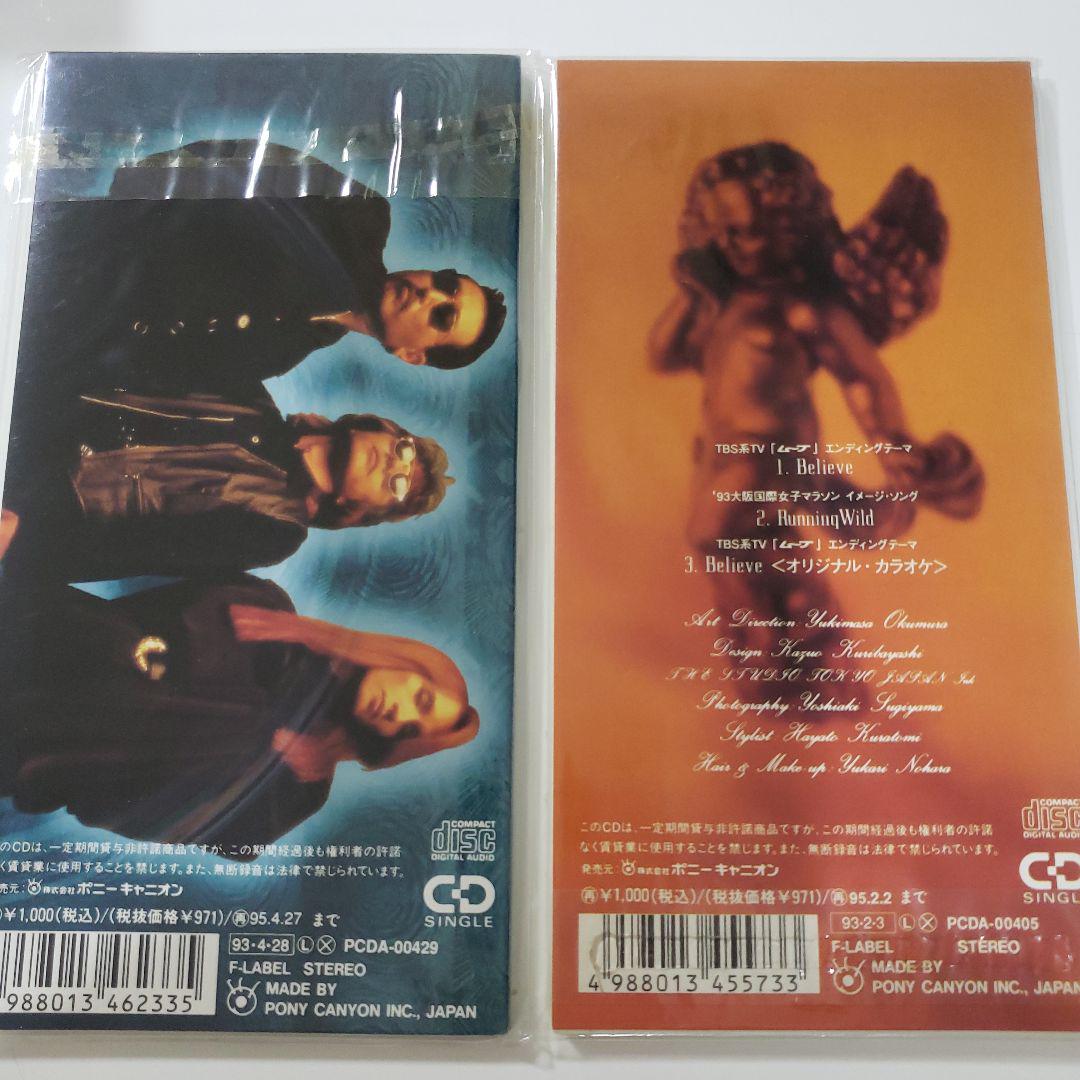 のCDは、一定期間貸与非許諾商品ですが、この期間経過後も権利者の許諾
なく賃貸業に使用することを禁じます。また、無断録音は法律で禁じられています。
売元: 株式会社 ポニーキャニオン
¥1,000(税込)/(税抜価格¥971)/再95.4.27 まで
COMPACT
disc
DIGITAL AUDIO
CD
SINGLE
93・4・28 L X PCDA-00429
F-LABEL STEREO
MADE BY
PONY CANYON INC., JAPAN
988013 462335
TBS系TV「ムーブ」エンディングテーマ
1. Believe
'93大阪国際女子マラソン イメージ・ソング
2. RunningWild
TBS系TV「ムーブ」エンディングテーマ
3. Believe <オリジナル・カラオケ>
Art Direction: Yukimasa Okumura
Design: Kazuo Kuribayashi
THE STUDIO TOKYO JAPAN Inc
Photography: Yoshiaki Sugiyama
Stylist: Hayato Kuratomi
Hair & Make-up: Yukari Nohara
このCDは、一定期間貸与非許諾商品ですが、この期間経過後も権利者の許諾
なく賃貸業に使用することを禁じます。また、無断録音は法律で禁じられています。
発売元: 株式会社 ポニーキャニオン
再¥1,000(税込)/(税抜価格¥971)/再95.2.2 まで
COMPACT
disc
DIGITAL AUDIO
CD
SINGLE
93・2・3 L X PCDA-00405
F-LABEL STEREO
MADE BY
PONY CANYON INC., JAPAN
4 988013 455733